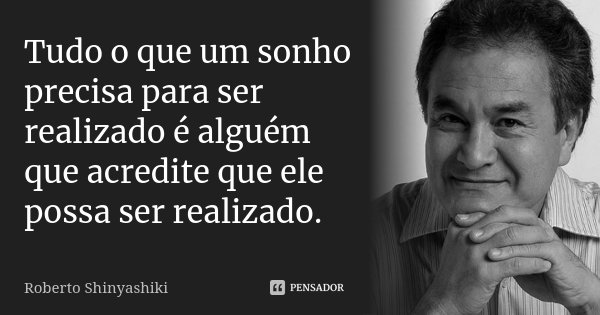 Tudo o que um sonho
precisa para ser
realizado é alguém
que acredite que ele
possa ser realizado.
Roberto Shinyashiki
PENSADOR